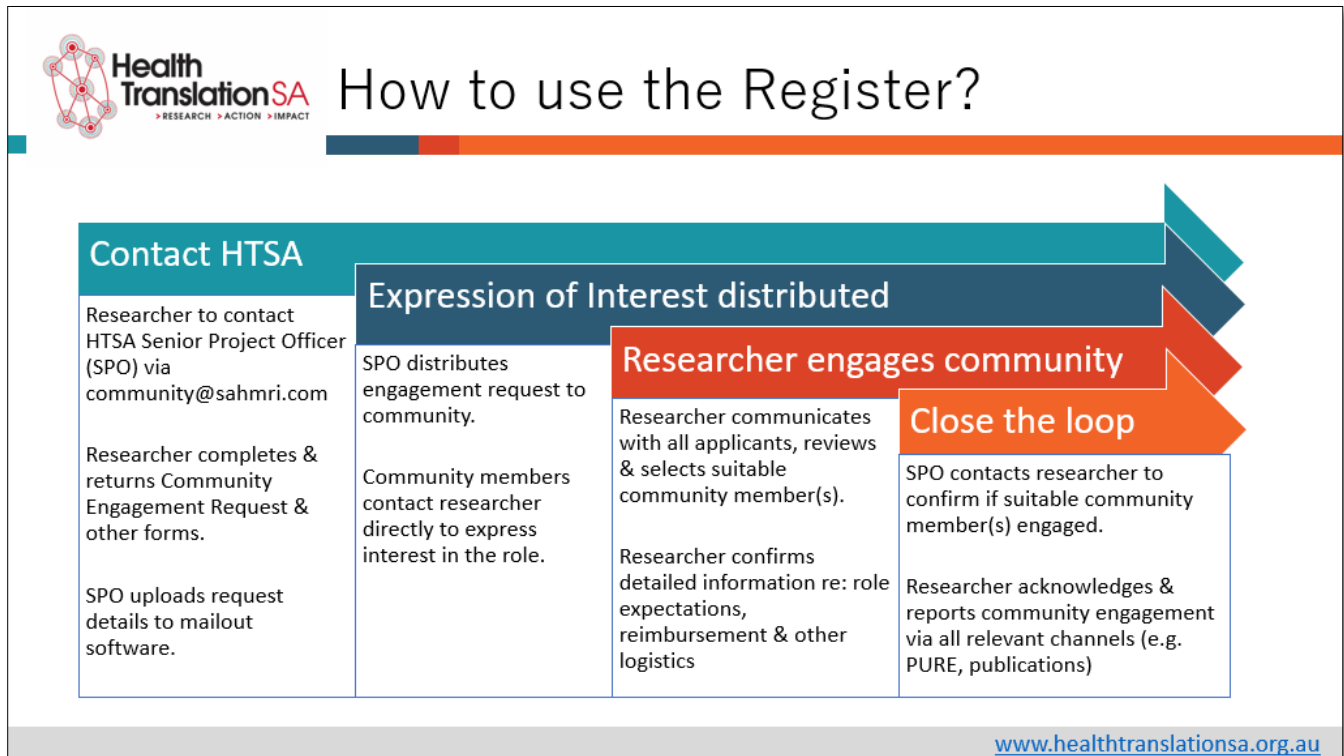 Health
Translation SA
>RESEARCH >ACTION >IMPACT
How to use the Register?
Contact HTSA
Researcher to contact
HTSA Senior Project Officer
(SPO) via
community@sahmri.com
Researcher completes &
returns Community
Engagement Request &
other forms.
SPO uploads request
details to mailout
software.
Expression of Interest distributed
SPO distributes
engagement request to
community.
Community members
contact researcher
directly to express
interest in the role.
Researcher engages community
Researcher communicates
with all applicants, reviews
& selects suitable
community member(s).
Researcher confirms
detailed information re: role
expectations,
reimbursement & other
logistics
Close the loop
SPO contacts researcher to
confirm if suitable community
member(s) engaged.
Researcher acknowledges &
reports community engagement
via all relevant channels (e.g.
PURE, publications)
www.healthtranslationsa.org.au